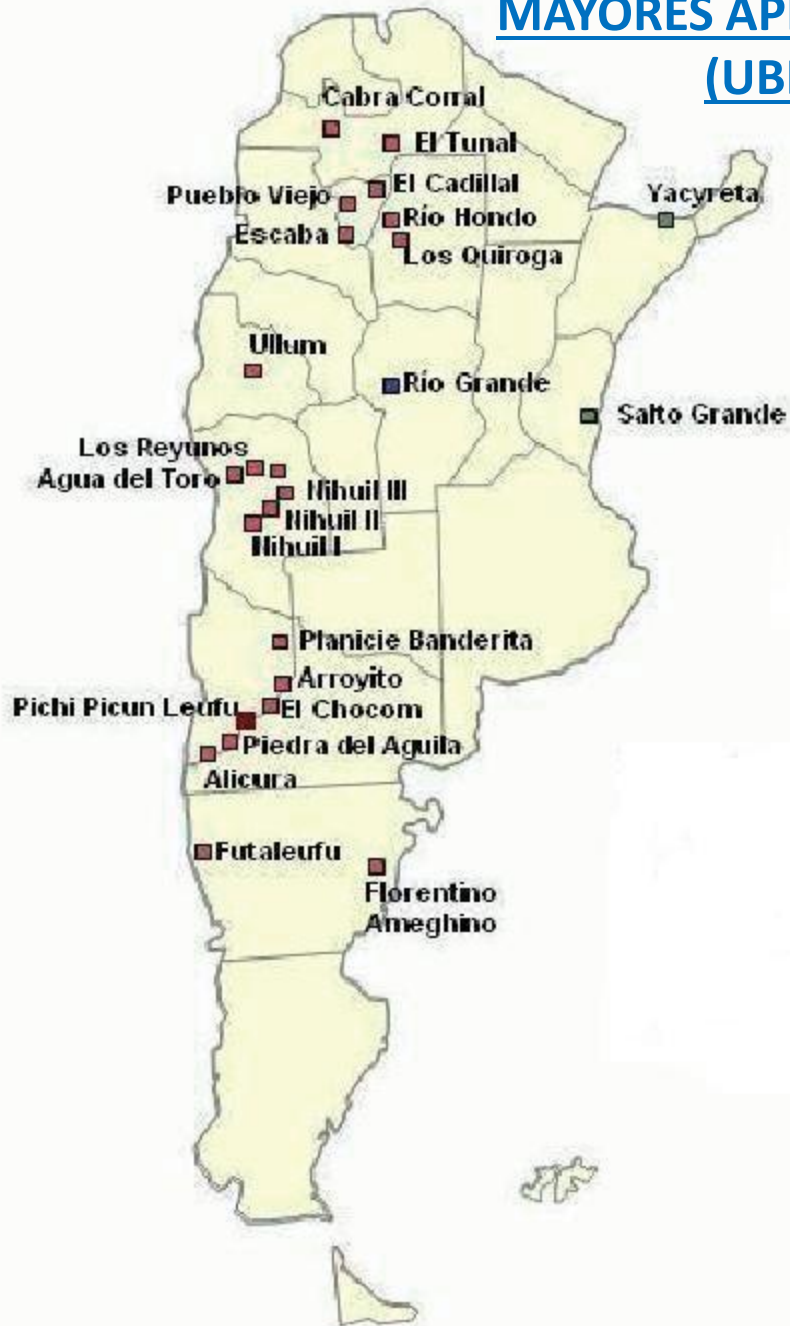 MAYORES AP
(UBI
Cabra Corral
El Tunal
El Cadillal
Pueblo Viejo
Yacyreta
Río Hondo
Escaba
Los Quiroga
Ullum
Río Grande
Salto Grande
Los Reyunos
Agua del Toro
Nihuil III
Nihuil II
Nihuil I
Planicie Banderita
Arroyito
Pichi Picun Leufu
El Chocom
Piedra del Aguila
Alicura
Futaleufu
Florentino
Ameghino